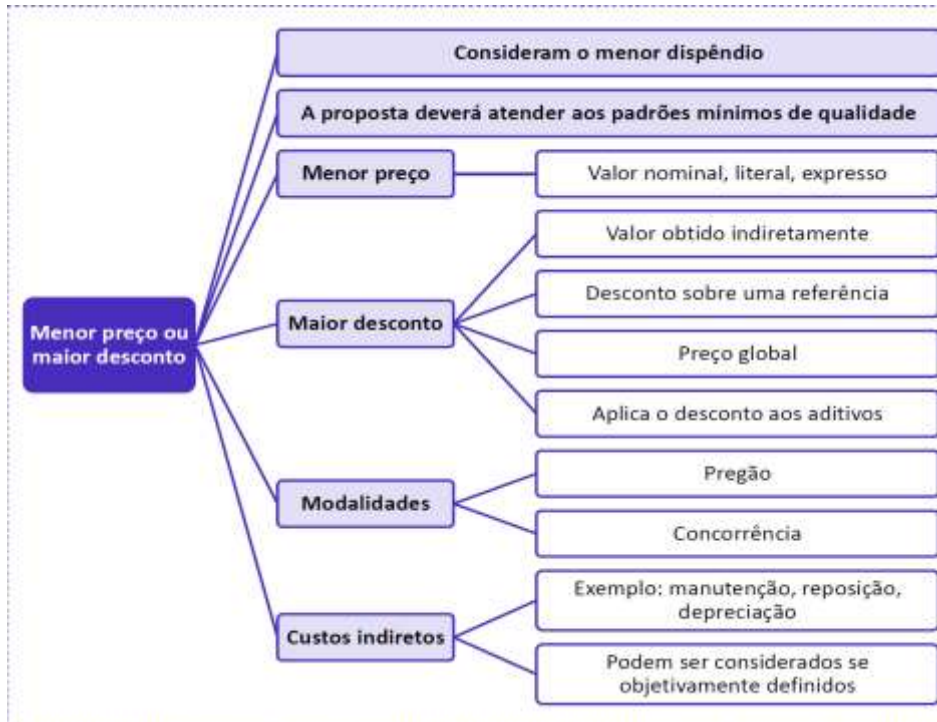 Consideram o menor dispêndio
A proposta deverá atender aos padrões mínimos de qualidade
Menor preço
Valor nominal, literal, expresso
Valor obtido indiretamente
Desconto sobre uma referência
Menor preço ou
maior desconto
Maior desconto
Preço global
Aplica o desconto aos aditivos
Modalidades
Pregão
Concorrência
Custos indiretos
Exemplo: manutenção, reposição,
depreciação
Podem ser considerados se
objetivamente definidos